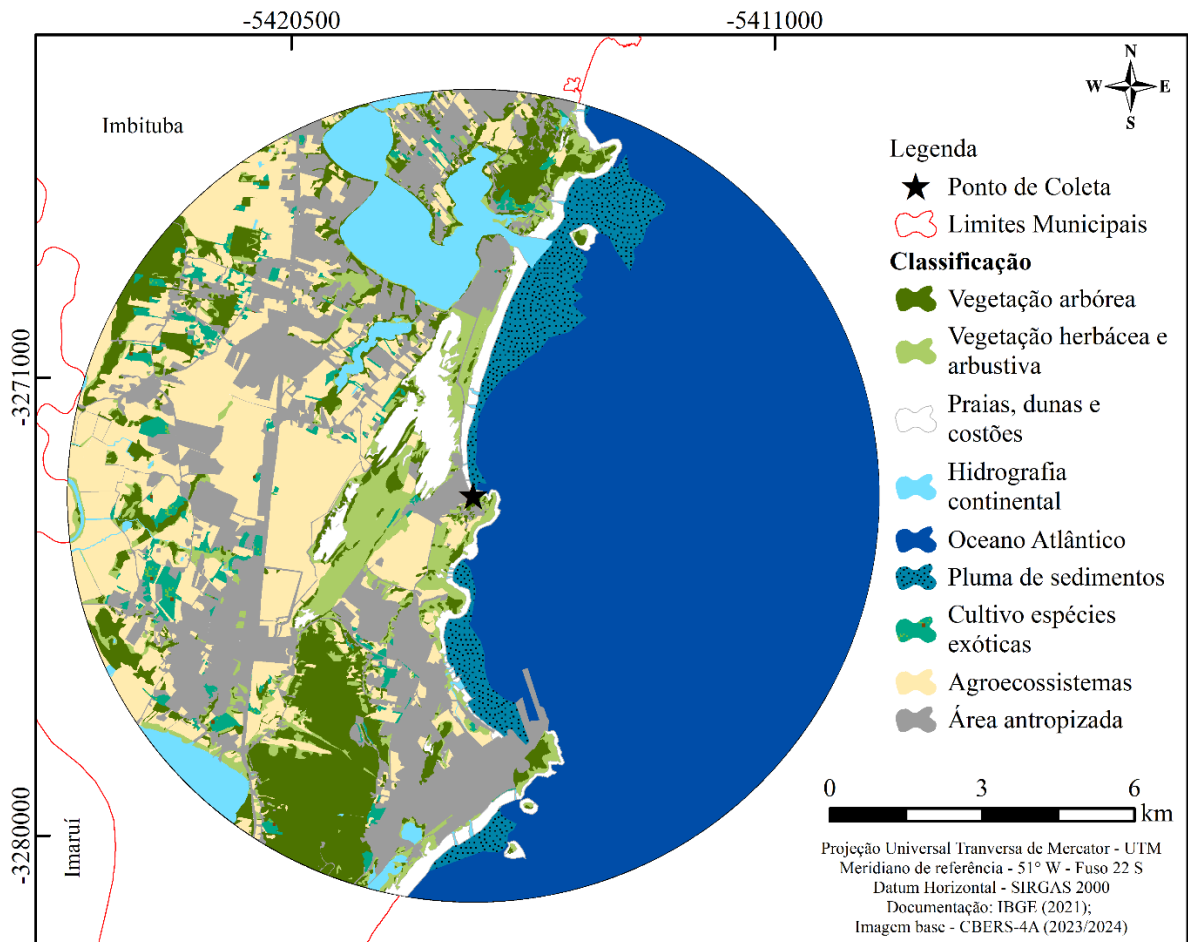 -5420500
-5411000
N
W
E
S
Imbituba
Legenda
Ponto de Coleta
Limites Municipais
Classificação
Vegetação arbórea
Vegetação herbácea e
arbustiva
-3271000
Praias, dunas e
costões
Hidrografia
continental
Oceano Atlântico
Pluma de sedimentos
Cultivo espécies
exóticas
Agroecossistemas
Área antropizada
0
3
6
km
-3280000
Imaruí
Projeção Universal Tranversa de Mercator - UTM
Meridiano de referência - 51° W - Fuso 22 S
Datum Horizontal - SIRGAS 2000
Documentação: IBGE (2021);
Imagem base - CBERS-4A (2023/2024)